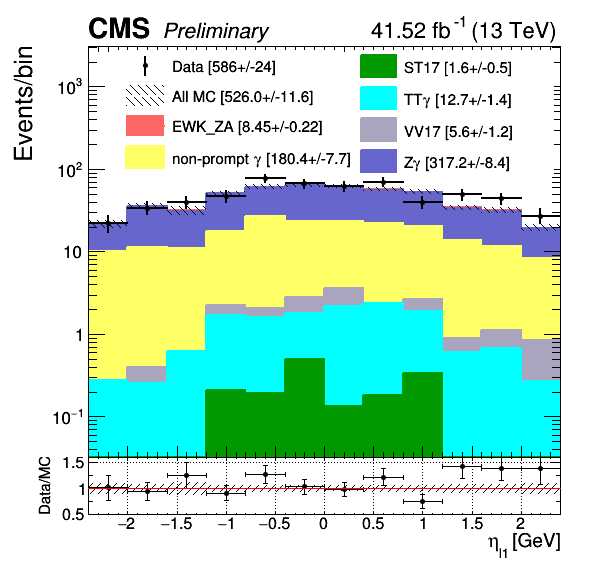 CMS Preliminary 41.52 fb⁻¹ (13 TeV)
Events/bin
Data [586+/-24]
All MC [526.0+/-11.6]
EWK_ZA [8.45+/-0.22]
non-prompt γ [180.4+/-7.7]
ST17 [1.6+/-0.5]
TTγ [12.7+/-1.4]
VV17 [5.6+/-1.2]
Zγ [317.2+/-8.4]
10³
10²
10
1
10⁻¹
Data/MC
1.5
1
0.5
−2 −1.5 −1 −0.5 0 0.5 1 1.5 2
η_l1 [GeV]